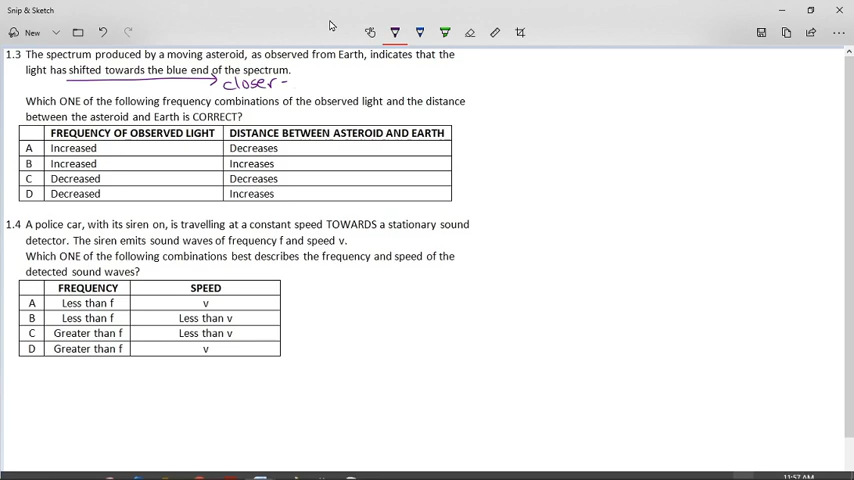 Snip & Sketch
New
1.3 The spectrum produced by a moving asteroid, as observed from Earth, indicates that the
light has shifted towards the blue end of the spectrum.
closer -
Which ONE of the following frequency combinations of the observed light and the distance
between the asteroid and Earth is CORRECT?
FREQUENCY OF OBSERVED LIGHT DISTANCE BETWEEN ASTEROID AND EARTH
A Increased Decreases
B Increased Increases
C Decreased Decreases
D Decreased Increases
1.4 A police car, with its siren on, is travelling at a constant speed TOWARDS a stationary sound
detector. The siren emits sound waves of frequency f and speed v.
Which ONE of the following combinations best describes the frequency and speed of the
detected sound waves?
FREQUENCY SPEED
A Less than f v
B Less than f Less than v
C Greater than f Less than v
D Greater than f v
11:57 AM